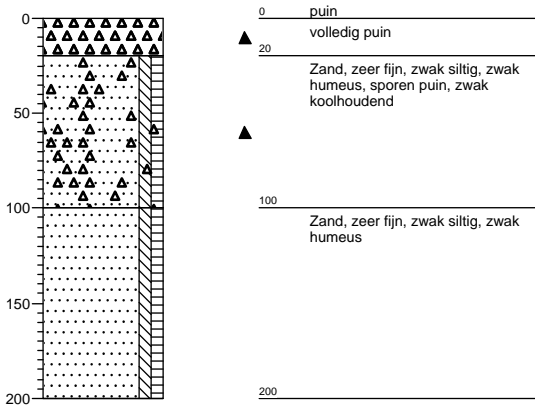 0
50
100
150
200
0
puin
volledig puin
20
Zand, zeer fijn, zwak siltig, zwak
humeus, sporen puin, zwak
koolhoudend
100
Zand, zeer fijn, zwak siltig, zwak
humeus
200